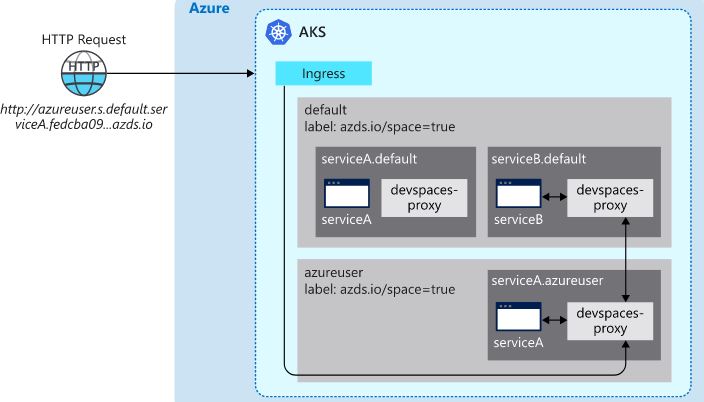 Azure
AKS
HTTP Request
HTTP
http://azureuser.s.default.ser
viceA.fedcba09...azds.io
Ingress
default
label: azds.io/space=true
serviceA.default
serviceA
devspaces-
proxy
serviceB.default
serviceB
devspaces-
proxy
azureuser
label: azds.io/space=true
serviceA.azureuser
serviceA
devspaces-
proxy